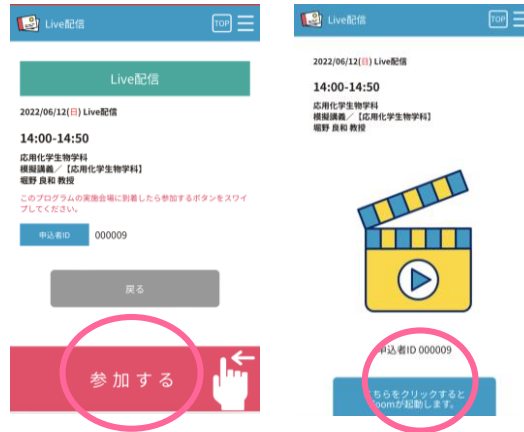 Live配信
TOP
Live配信
2022/06/12(日) Live配信
14:00-14:50
応用化学生物学科
模擬講義／【応用化学生物学科】
堀野 良和 教授
このプログラムの実施会場に到着したら参加するボタンをスワイ
プしてください。
申込者ID 000009
戻る
参加する
Live配信
TOP
2022/06/12(日) Live配信
14:00-14:50
応用化学生物学科
模擬講義／【応用化学生物学科】
堀野 良和 教授
申込者ID 000009
こちらをクリックすると
Zoomが起動します。